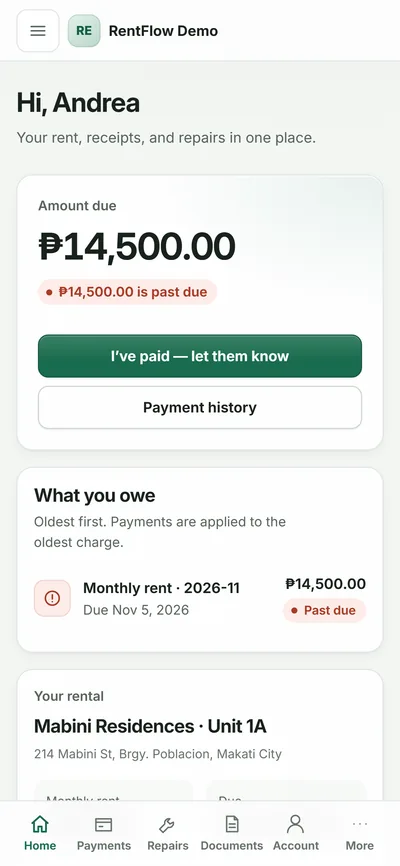 RE RentFlow Demo
Hi, Andrea
Your rent, receipts, and repairs in one place.
Amount due
₱14,500.00
₱14,500.00 is past due
I’ve paid — let them know
Payment history
What you owe
Oldest first. Payments are applied to the
oldest charge.
Monthly rent · 2026-11 ₱14,500.00
Due Nov 5, 2026 Past due
Your rental
Mabini Residences · Unit 1A
214 Mabini St, Brgy. Poblacion, Makati City
Monthly rent Due
Home Payments Repairs Documents Account More